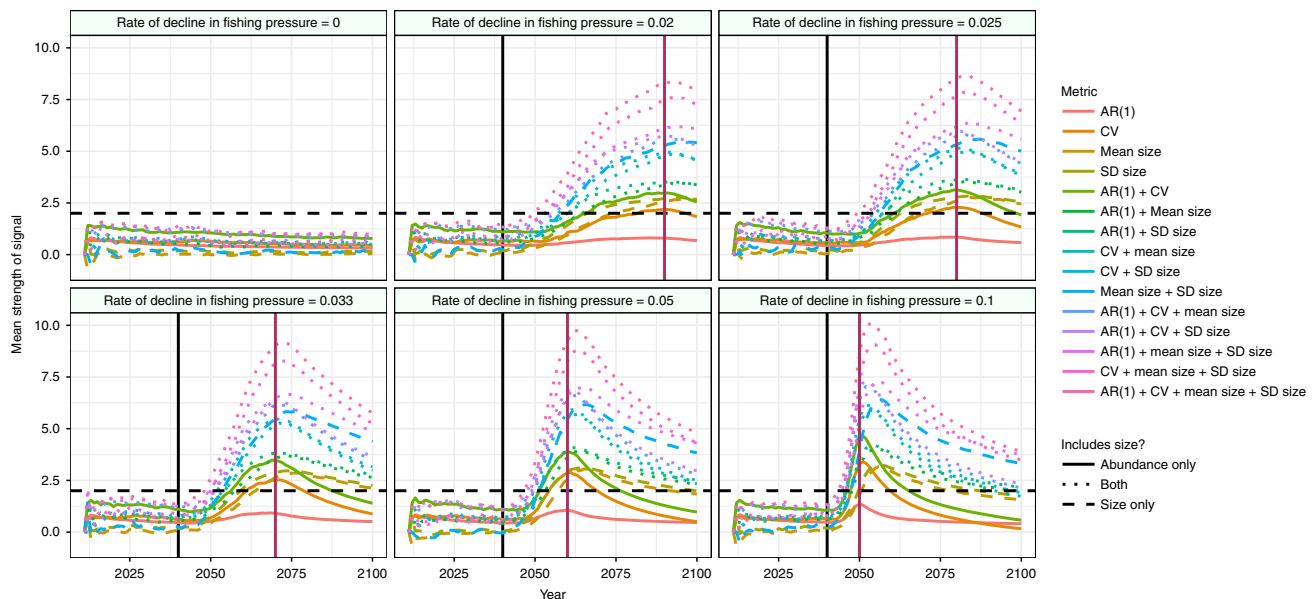 Rate of decline in fishing pressure = 0
Rate of decline in fishing pressure = 0.02
Rate of decline in fishing pressure = 0.025
10.0
7.5
5.0
2.5
0.0
Rate of decline in fishing pressure = 0.033
Rate of decline in fishing pressure = 0.05
Rate of decline in fishing pressure = 0.1
10.0
7.5
5.0
2.5
0.0
2025 2050 2075 2100
2025 2050 2075 2100
2025 2050 2075 2100
Mean strength of signal
Year
Metric
AR(1)
CV
Mean size
SD size
AR(1) + CV
AR(1) + Mean size
AR(1) + SD size
CV + mean size
CV + SD size
Mean size + SD size
AR(1) + CV + mean size
AR(1) + CV + SD size
AR(1) + mean size + SD size
CV + mean size + SD size
AR(1) + CV + mean size + SD size
Includes size?
Abundance only
Both
Size only